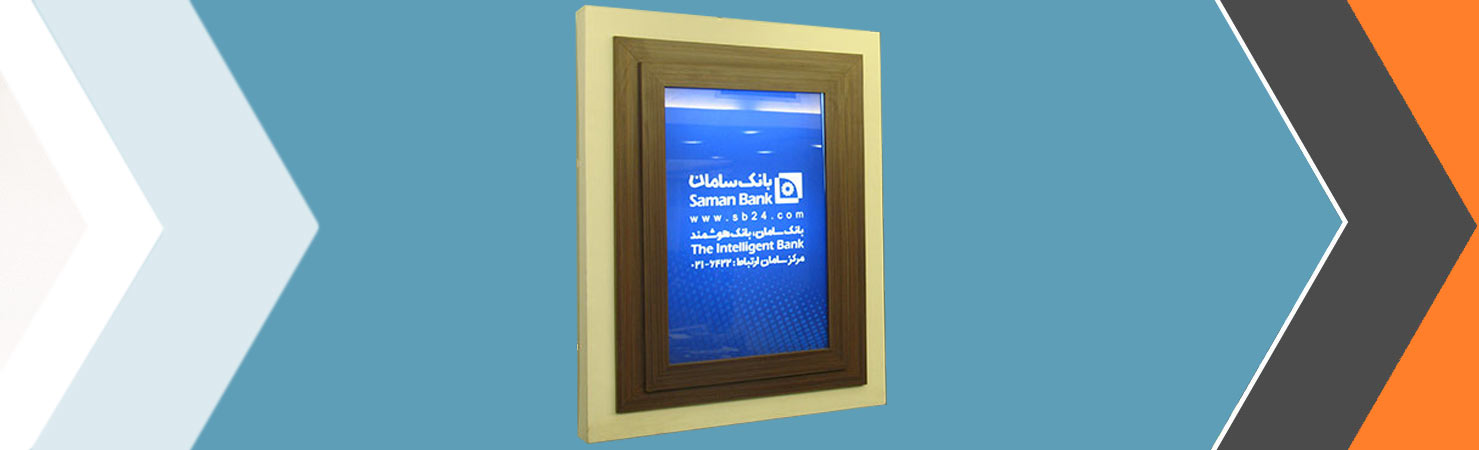 بانک سامان
Saman Bank
www.sb24.com
بانک سامان، بانک هوشمند
The Intelligent Bank
مرکز سامان ارتباط: ۰۲۱-۶۴۲۲